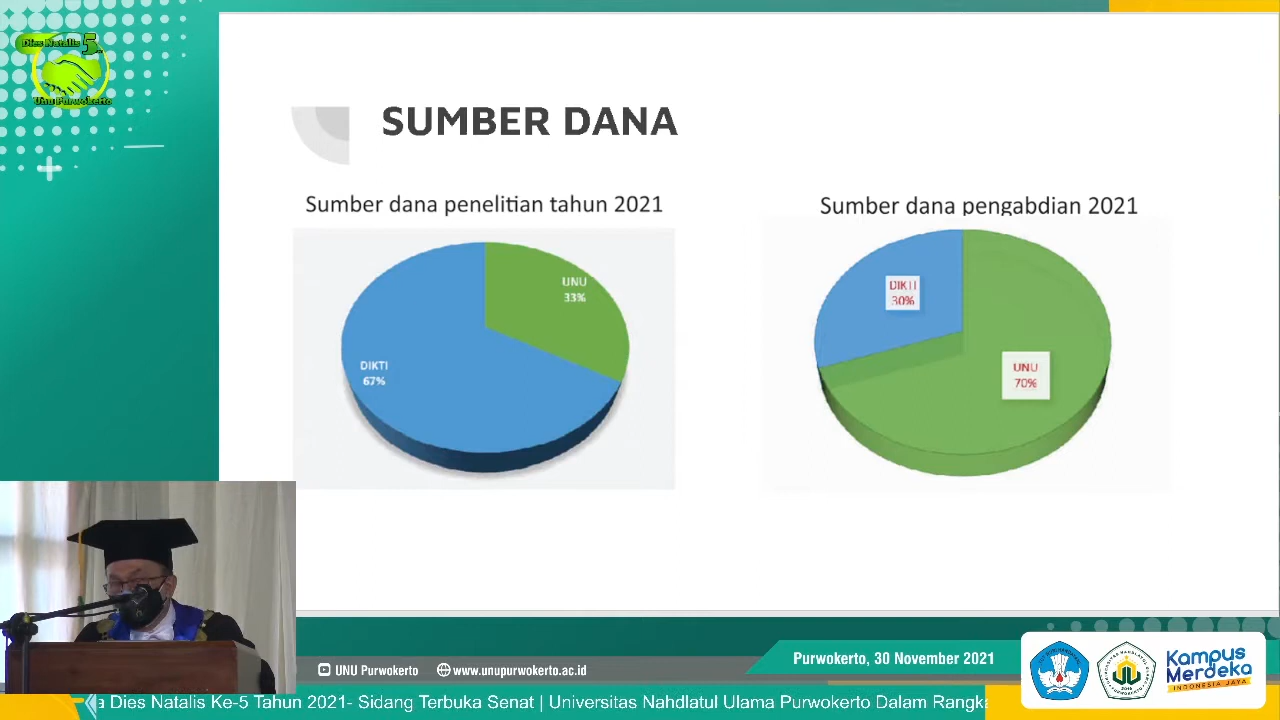 Dies Natalis 5
Unu Purwokerto
SUMBER DANA
Sumber dana penelitian tahun 2021
UNU
33%
DIKTI
67%
Sumber dana pengabdian 2021
DIKTI
30%
UNU
70%
Purwokerto, 30 November 2021
UNU Purwokerto
www.unupurwokerto.ac.id
Kampus
Merdeka
INDONESIA JAYA
a Dies Natalis Ke-5 Tahun 2021- Sidang Terbuka Senat | Universitas Nahdlatul Ulama Purwokerto Dalam Rangka